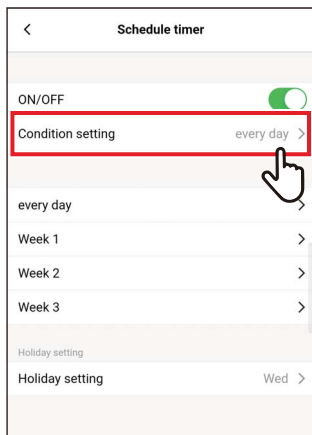 Schedule timer
ON/OFF
Condition setting every day
every day
Week 1
Week 2
Week 3
Holiday setting
Holiday setting Wed